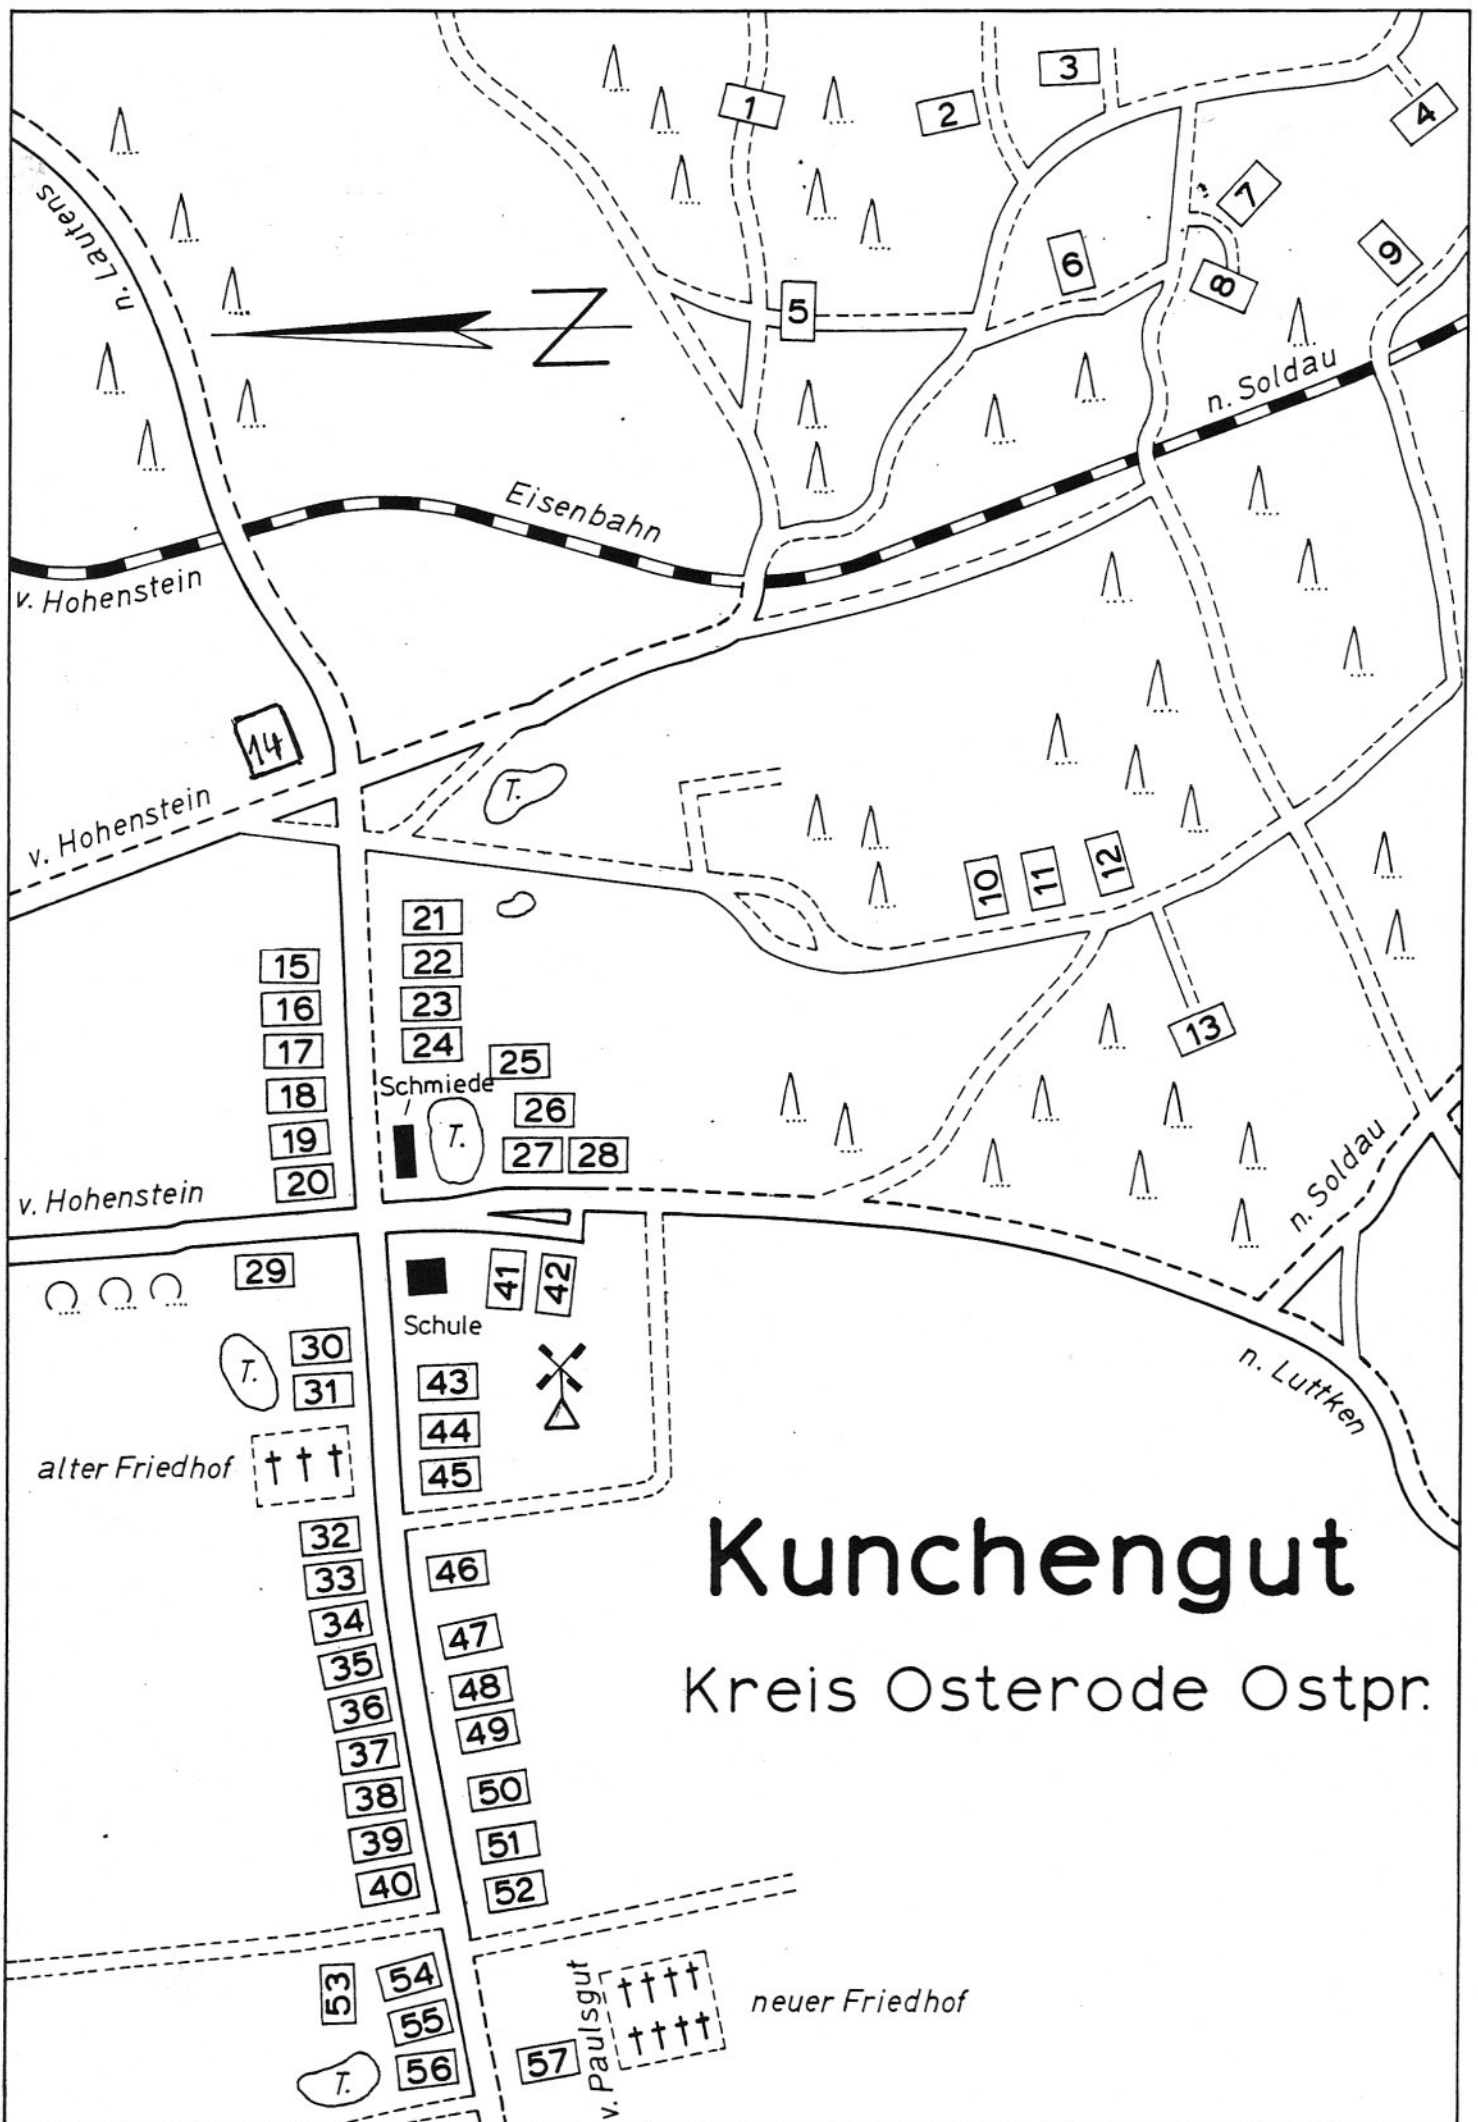 1
2
3
4
5
6
7
8
9
n. Lautens
N
n. Soldau
Eisenbahn
v. Hohenstein
14
T.
v. Hohenstein
10
11
12
13
21
22
23
24
15
16
17
18
19
20
25
Schmiede
T.
26
27
28
v. Hohenstein
n. Soldau
29
41
42
Schule
30
31
T.
43
44
45
n. Luttken
alter Friedhof
32
33
34
35
36
37
38
39
40
46
47
48
49
50
51
52
Kunchengut
Kreis Osterode Ostpr.
53
54
55
56
57
T.
v. Paulsgut
neuer Friedhof